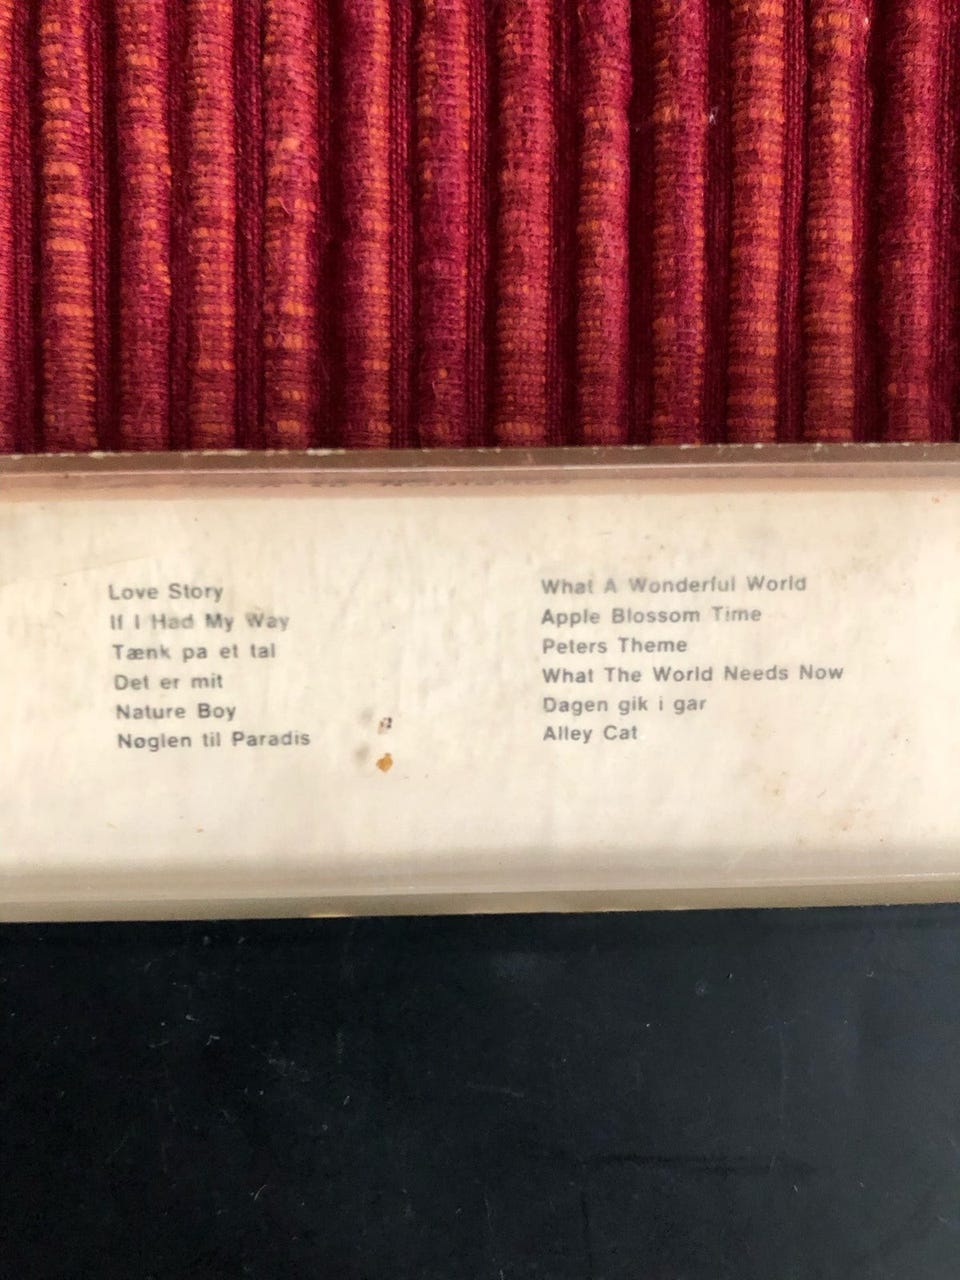 Love Story
If I Had My Way
Tænk pa et tal
Det er mit
Nature Boy
Nøglen til Paradis
What A Wonderful World
Apple Blossom Time
Peters Theme
What The World Needs Now
Dagen gik i gar
Alley Cat